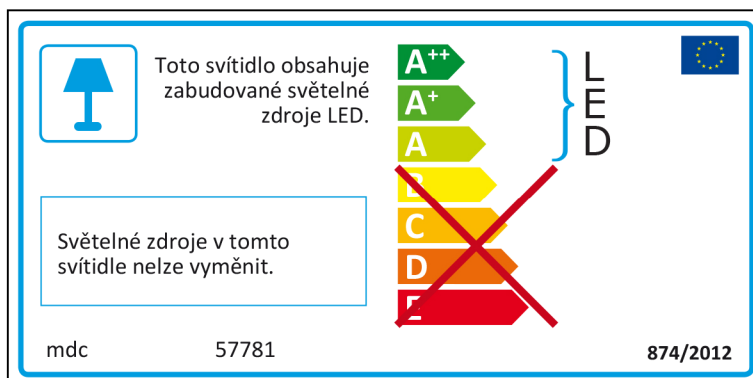 Toto svítidlo obsahuje
zabudované světelné
zdroje LED.
A++
A+
A
B
C
D
E
L
E
D
Světelné zdroje v tomto
svítidle nelze vyměnit.
mdc 57781
874/2012